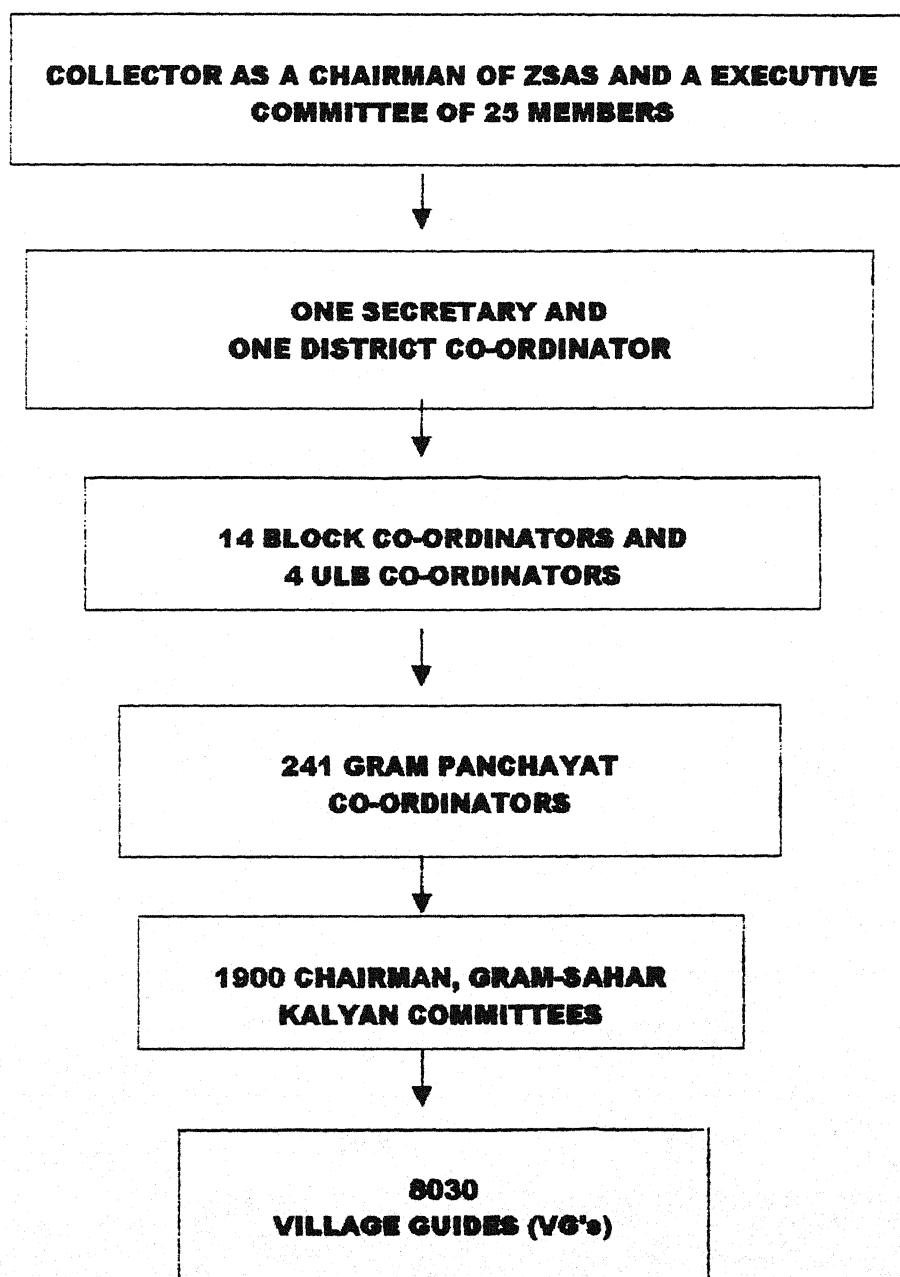 COLLECTOR AS A CHAIRMAN OF ZSAS AND A EXECUTIVE
COMMITTEE OF 25 MEMBERS
ONE SECRETARY AND
ONE DISTRICT CO-ORDINATOR
14 BLOCK CO-ORDINATORS AND
4 ULB CO-ORDINATORS
241 GRAM PANCHAYAT
CO-ORDINATORS
1900 CHAIRMAN, GRAM-SAHAR
KALYAN COMMITTEES
8030
VILLAGE GUIDES (VG's)